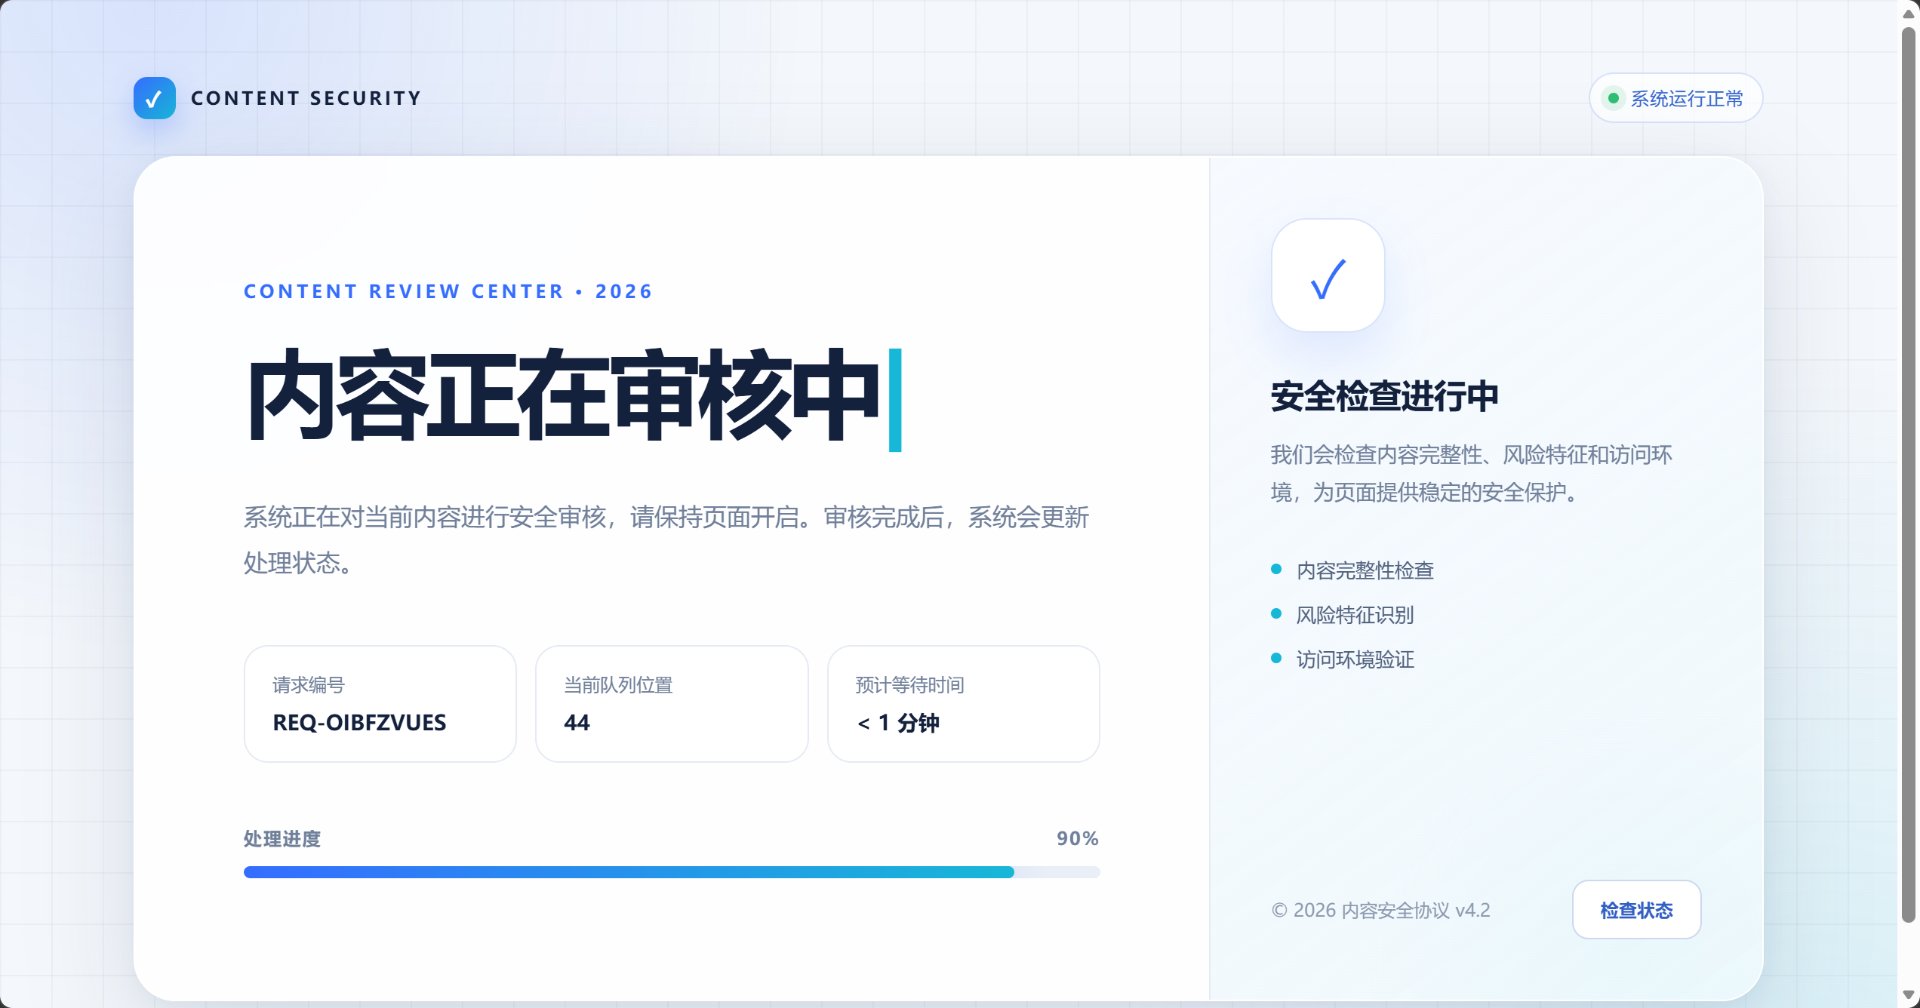 CONTENT SECURITY
系统运行正常
CONTENT REVIEW CENTER • 2026
内容正在审核中
系统正在对当前内容进行安全审核，请保持页面开启。审核完成后，系统会更新
处理状态。
请求编号
REQ-OIBFZVUES
当前队列位置
44
预计等待时间
< 1 分钟
处理进度
90%
安全检查进行中
我们会检查内容完整性、风险特征和访问环
境，为页面提供稳定的安全保护。
内容完整性检查
风险特征识别
访问环境验证
© 2026 内容安全协议 v4.2
检查状态